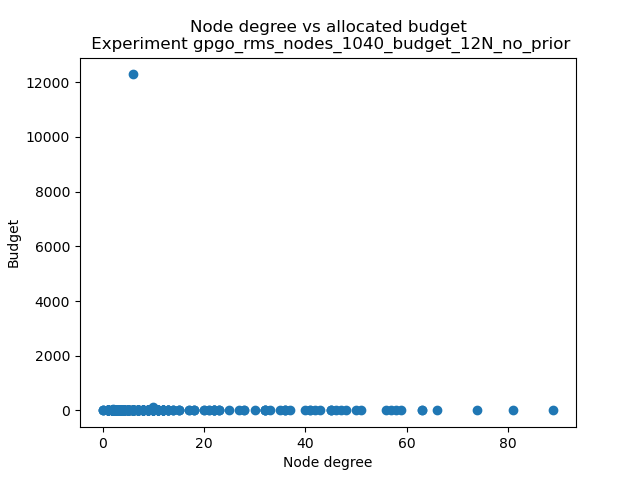 Node degree vs allocated budget
Experiment gpgo_rms_nodes_1040_budget_12N_no_prior
12000
10000
8000
6000
4000
2000
0
Budget
0 20 40 60 80
Node degree